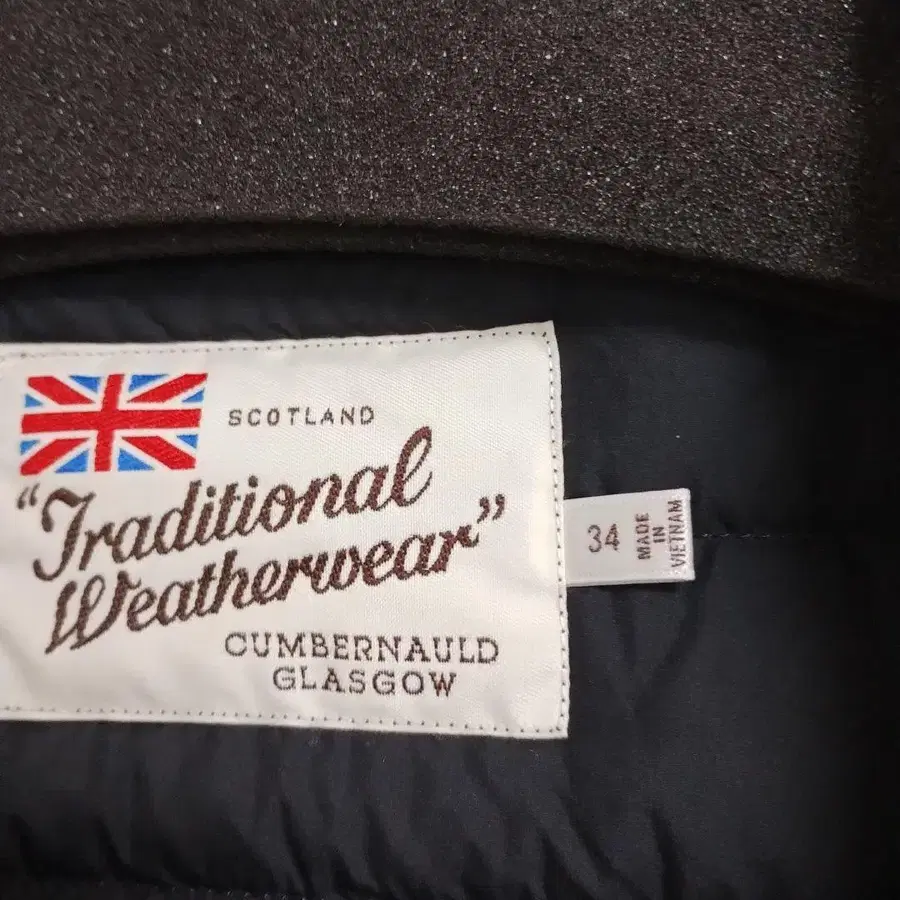 SCOTLAND
“Traditional
Weatherwear”
CUMBERNAULD
GLASGOW
34
MADE
IN
VIETNAM